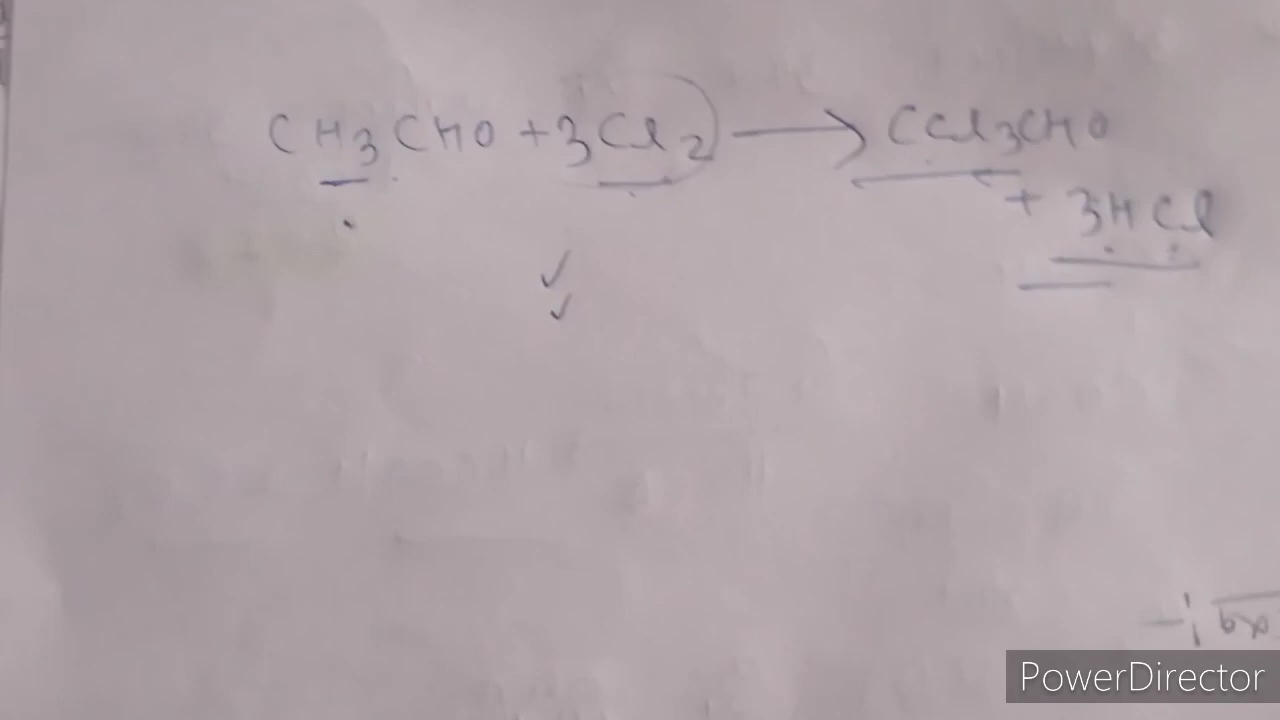 CH3CHO + 3Cl2 → CCl3CHO
+ 3HCl
PowerDirector